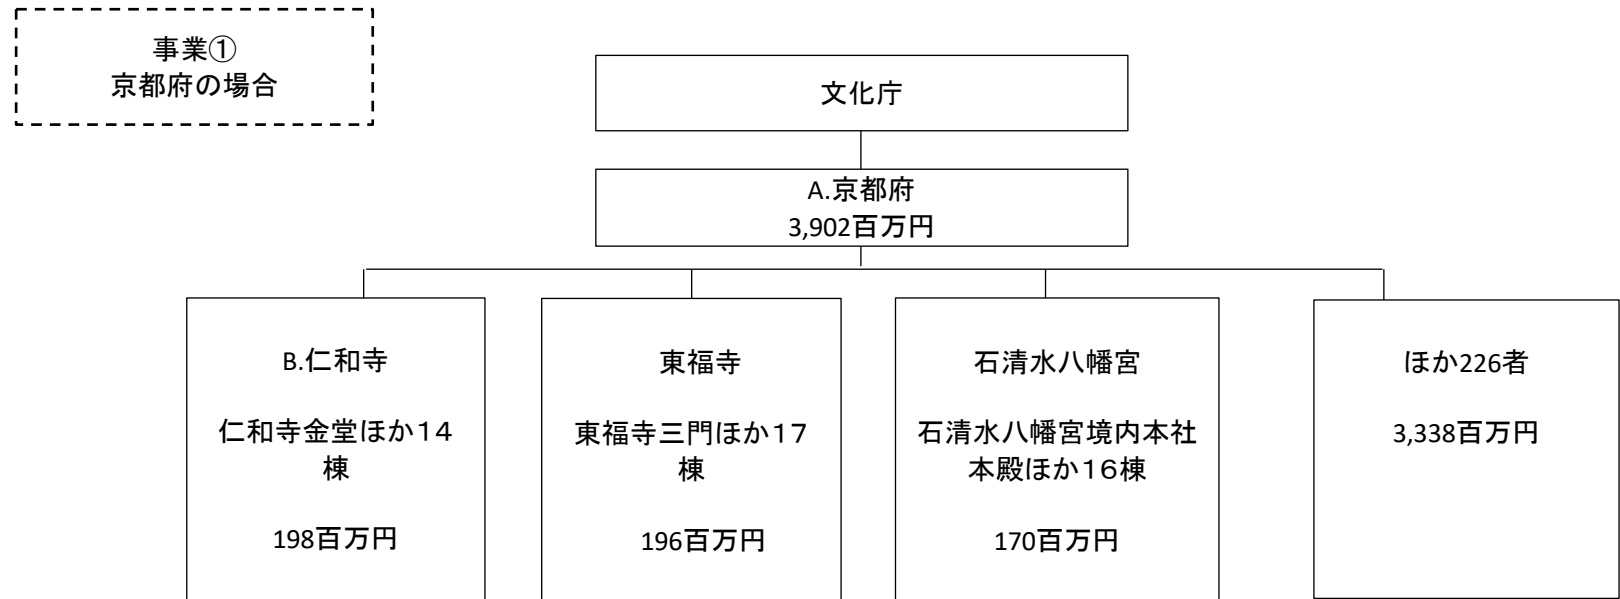 事業①
京都府の場合
文化庁
A.京都府
3,902百万円
B.仁和寺
仁和寺金堂ほか１４
棟
198百万円
東福寺
東福寺三門ほか１７
棟
196百万円
石清水八幡宮
石清水八幡宮境内本社
本殿ほか１６棟
170百万円
ほか226者
3,338百万円